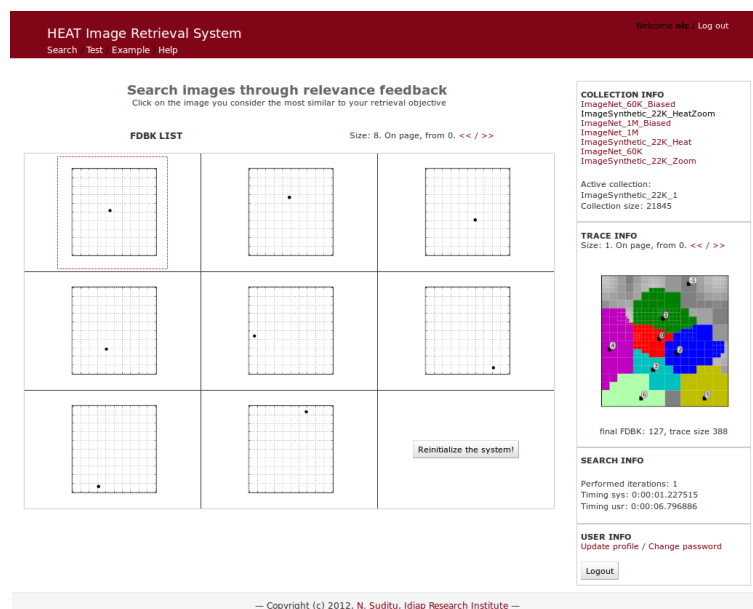 HEAT Image Retrieval System
Welcome nic / Log out
Search / Test / Example / Help
Search images through relevance feedback
Click on the image you consider the most similar to your retrieval objective
FDBK LIST
Size: 8. On page, from 0. << / >>
Reinitialize the system!
COLLECTION INFO
ImageNet_60K_Biased
ImageSynthetic_22K_HeatZoom
ImageNet_1M_Biased
ImageNet_1M
ImageSynthetic_22K_Heat
ImageNet_60K
ImageSynthetic_22K_Zoom
Active collection:
ImageSynthetic_22K_1
Collection size: 21845
TRACE INFO
Size: 1. On page, from 0. << / >>
1
0
2
4
final FDBK: 127, trace size 388
SEARCH INFO
Performed iterations: 1
Timing sys: 0:00:01.227515
Timing usr: 0:00:06.796886
USER INFO
Update profile / Change password
Logout
— Copyright (c) 2012, N. Suditu, Idiap Research Institute —